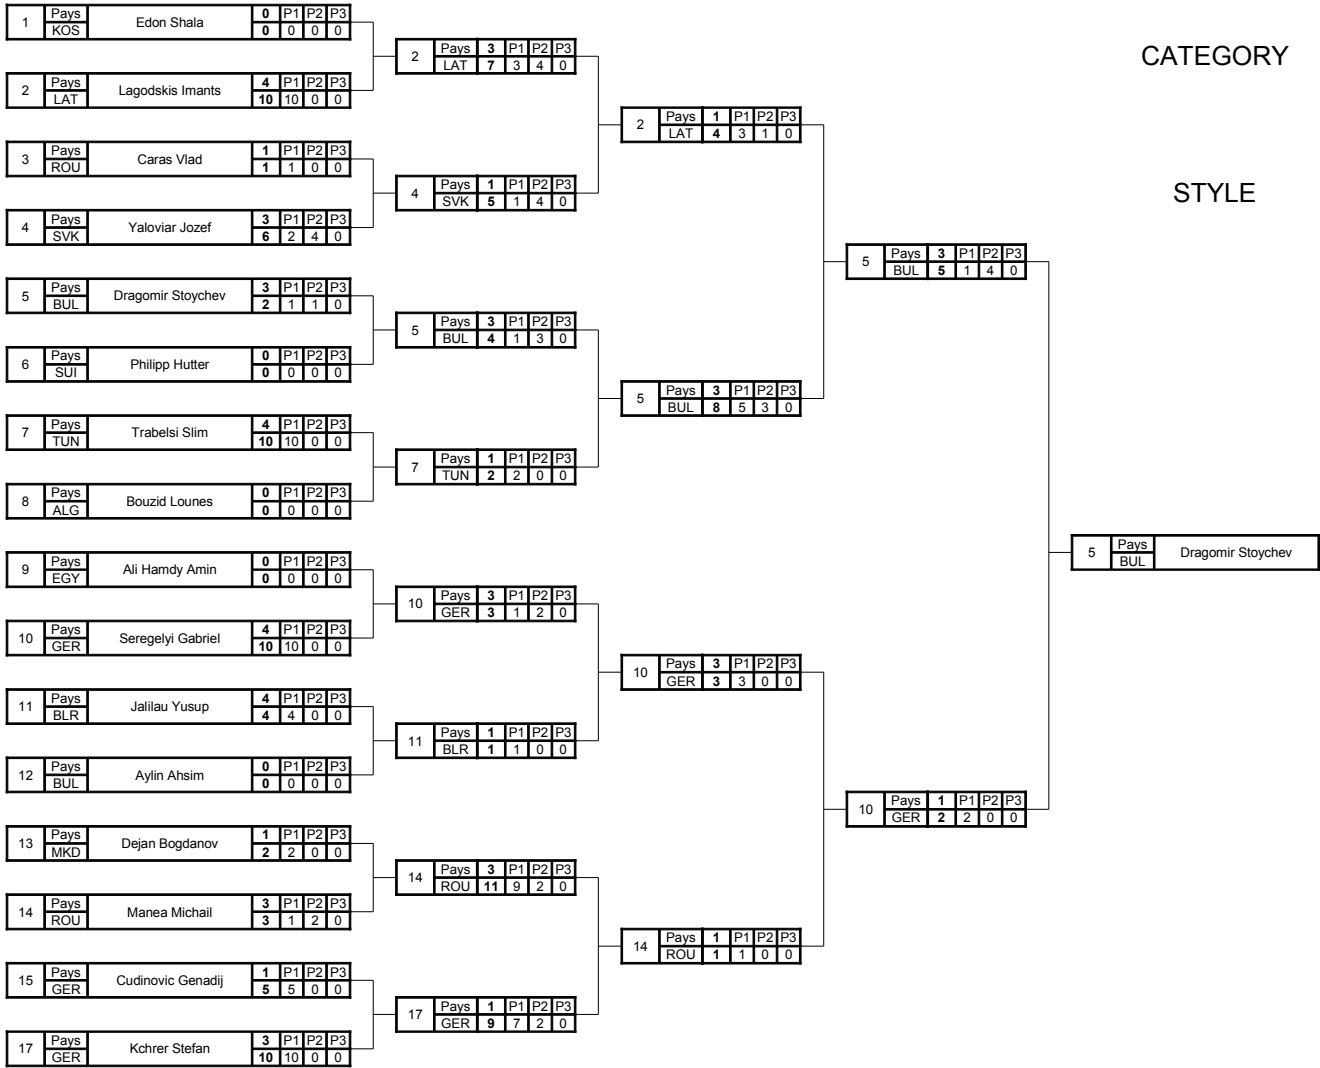 CATEGORY
STYLE
1 Pays KOS Edon Shala 0 P1 P2 P3
0 0 0 0
2 Pays LAT Lagodskis Imants 4 P1 P2 P3
10 10 0 0
3 Pays ROU Caras Vlad 1 P1 P2 P3
1 1 0 0
4 Pays SVK Yaloviar Jozef 3 P1 P2 P3
6 2 4 0
5 Pays BUL Dragomir Stoychev 3 P1 P2 P3
2 1 1 0
6 Pays SUI Philipp Hutter 0 P1 P2 P3
0 0 0 0
7 Pays TUN Trabelsi Slim 4 P1 P2 P3
10 10 0 0
8 Pays ALG Bouzid Lounes 0 P1 P2 P3
0 0 0 0
9 Pays EGY Ali Hamdy Amin 0 P1 P2 P3
0 0 0 0
10 Pays GER Seregelyi Gabriel 4 P1 P2 P3
10 10 0 0
11 Pays BLR Jalilau Yusup 4 P1 P2 P3
4 4 0 0
12 Pays BUL Aylin Ahsim 0 P1 P2 P3
0 0 0 0
13 Pays MKD Dejan Bogdanov 1 P1 P2 P3
2 2 0 0
14 Pays ROU Manea Michail 3 P1 P2 P3
3 1 2 0
15 Pays GER Cudinovic Genadij 1 P1 P2 P3
5 5 0 0
17 Pays GER Kchrer Stefan 3 P1 P2 P3
10 10 0 0
2 Pays 3 P1 P2 P3
LAT 7 3 4 0
4 Pays 1 P1 P2 P3
SVK 5 1 4 0
5 Pays 3 P1 P2 P3
BUL 4 1 3 0
7 Pays 1 P1 P2 P3
TUN 2 2 0 0
10 Pays 3 P1 P2 P3
GER 3 1 2 0
11 Pays 1 P1 P2 P3
BLR 1 1 0 0
14 Pays 3 P1 P2 P3
ROU 11 9 2 0
17 Pays 1 P1 P2 P3
GER 9 7 2 0
2 Pays 1 P1 P2 P3
LAT 4 3 1 0
5 Pays 3 P1 P2 P3
BUL 8 5 3 0
10 Pays 3 P1 P2 P3
GER 3 3 0 0
14 Pays 1 P1 P2 P3
ROU 1 1 0 0
5 Pays 3 P1 P2 P3
BUL 5 1 4 0
10 Pays 1 P1 P2 P3
GER 2 2 0 0
5 Pays BUL Dragomir Stoychev